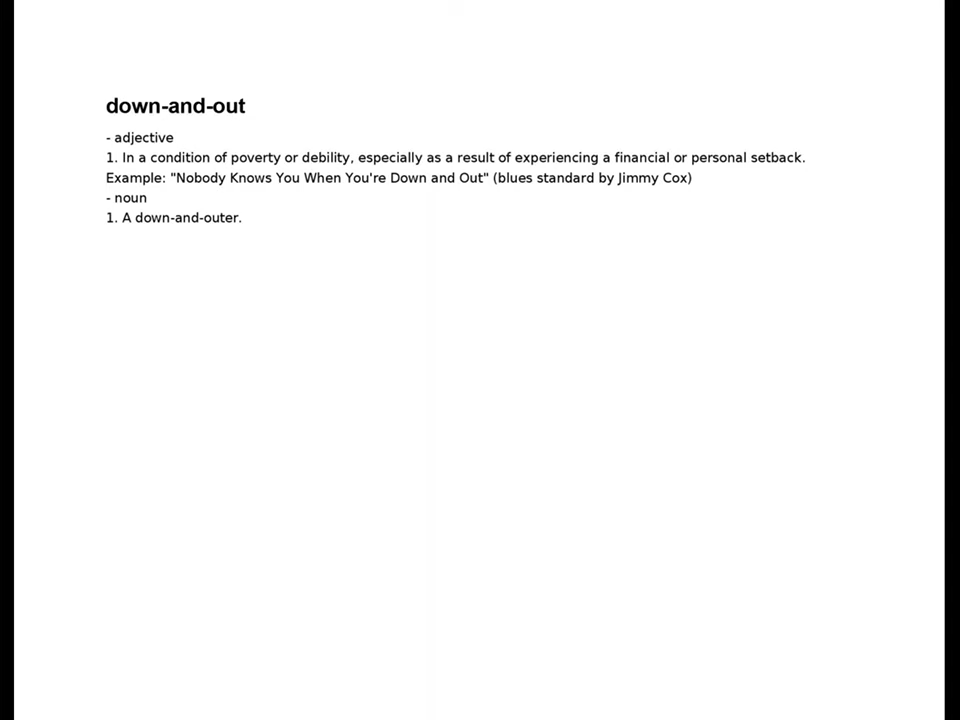 down-and-out
- adjective
1. In a condition of poverty or debility, especially as a result of experiencing a financial or personal setback.
Example: "Nobody Knows You When You're Down and Out" (blues standard by Jimmy Cox)
- noun
1. A down-and-outer.